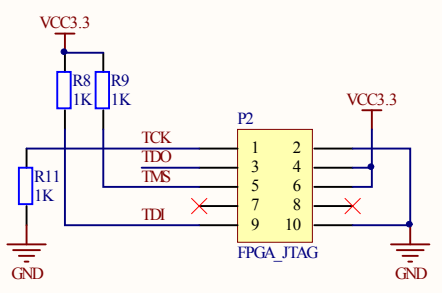 VCC3.3
R8
1K
R9
1K
VCC3.3
P2
TCK
1
2
TDO
3
4
TMS
5
6
R11
1K
7
8
TDI
9
10
GND
FPGA_JTAG
GND